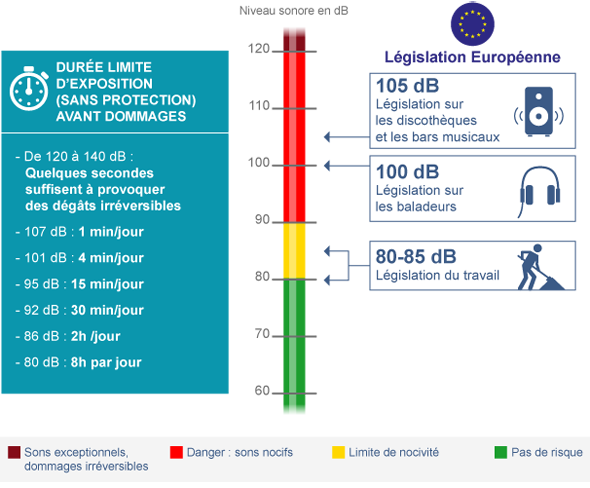 Niveau sonore en dB
DURÉE LIMITE
D'EXPOSITION
(SANS PROTECTION)
AVANT DOMMAGES
- De 120 à 140 dB :
Quelques secondes
suffisent à provoquer
des dégâts irréversibles
- 107 dB : 1 min/jour
- 101 dB : 4 min/jour
- 95 dB : 15 min/jour
- 92 dB : 30 min/jour
- 86 dB : 2h /jour
- 80 dB : 8h par jour
120
110
100
90
80
70
60
Législation Européenne
105 dB
Législation sur
les discothèques
et les bars musicaux
100 dB
Législation sur
les baladeurs
80-85 dB
Législation du travail
Sons exceptionnels,
dommages irréversibles
Danger : sons nocifs
Limite de nocivité
Pas de risque